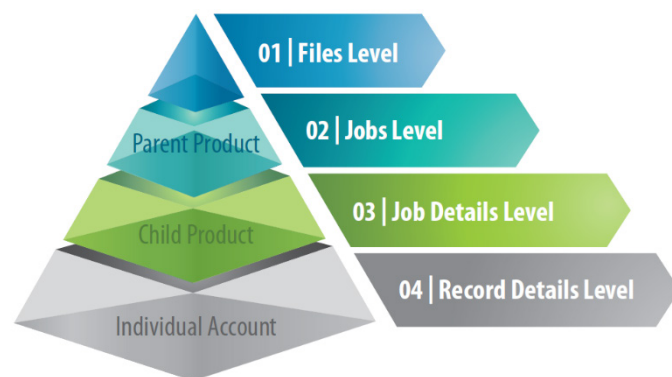 01 | Files Level
Parent Product
02 | Jobs Level
Child Product
03 | Job Details Level
Individual Account
04 | Record Details Level